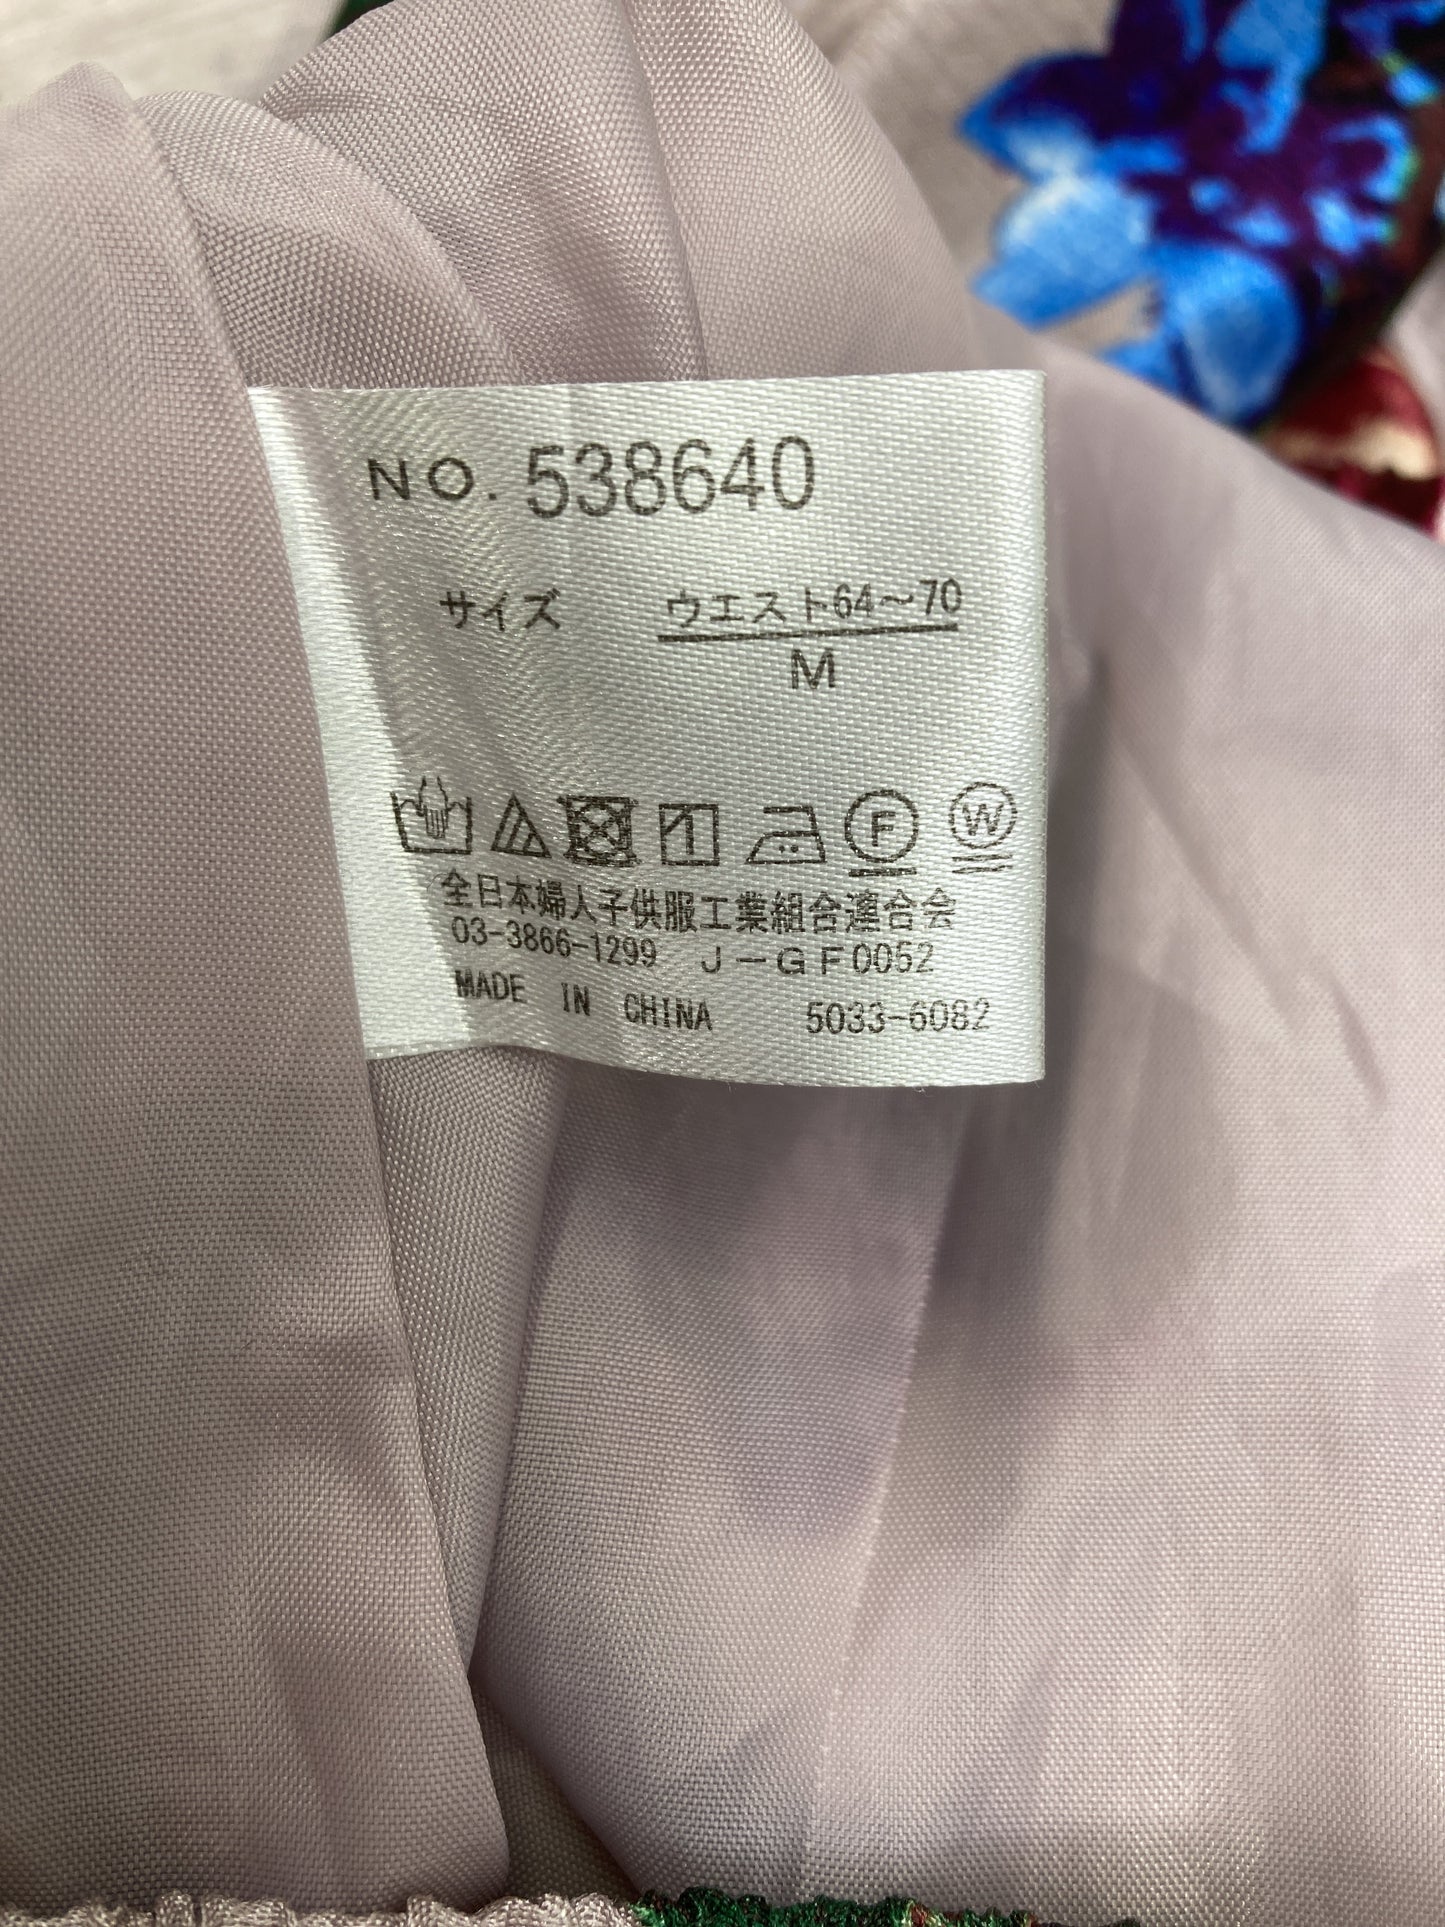 NO. 538640
サイズ ウエスト64～70
M
F W
全日本婦人子供服工業組合連合会
03-3866-1299 J-GF0052
MADE IN CHINA 5033-6082